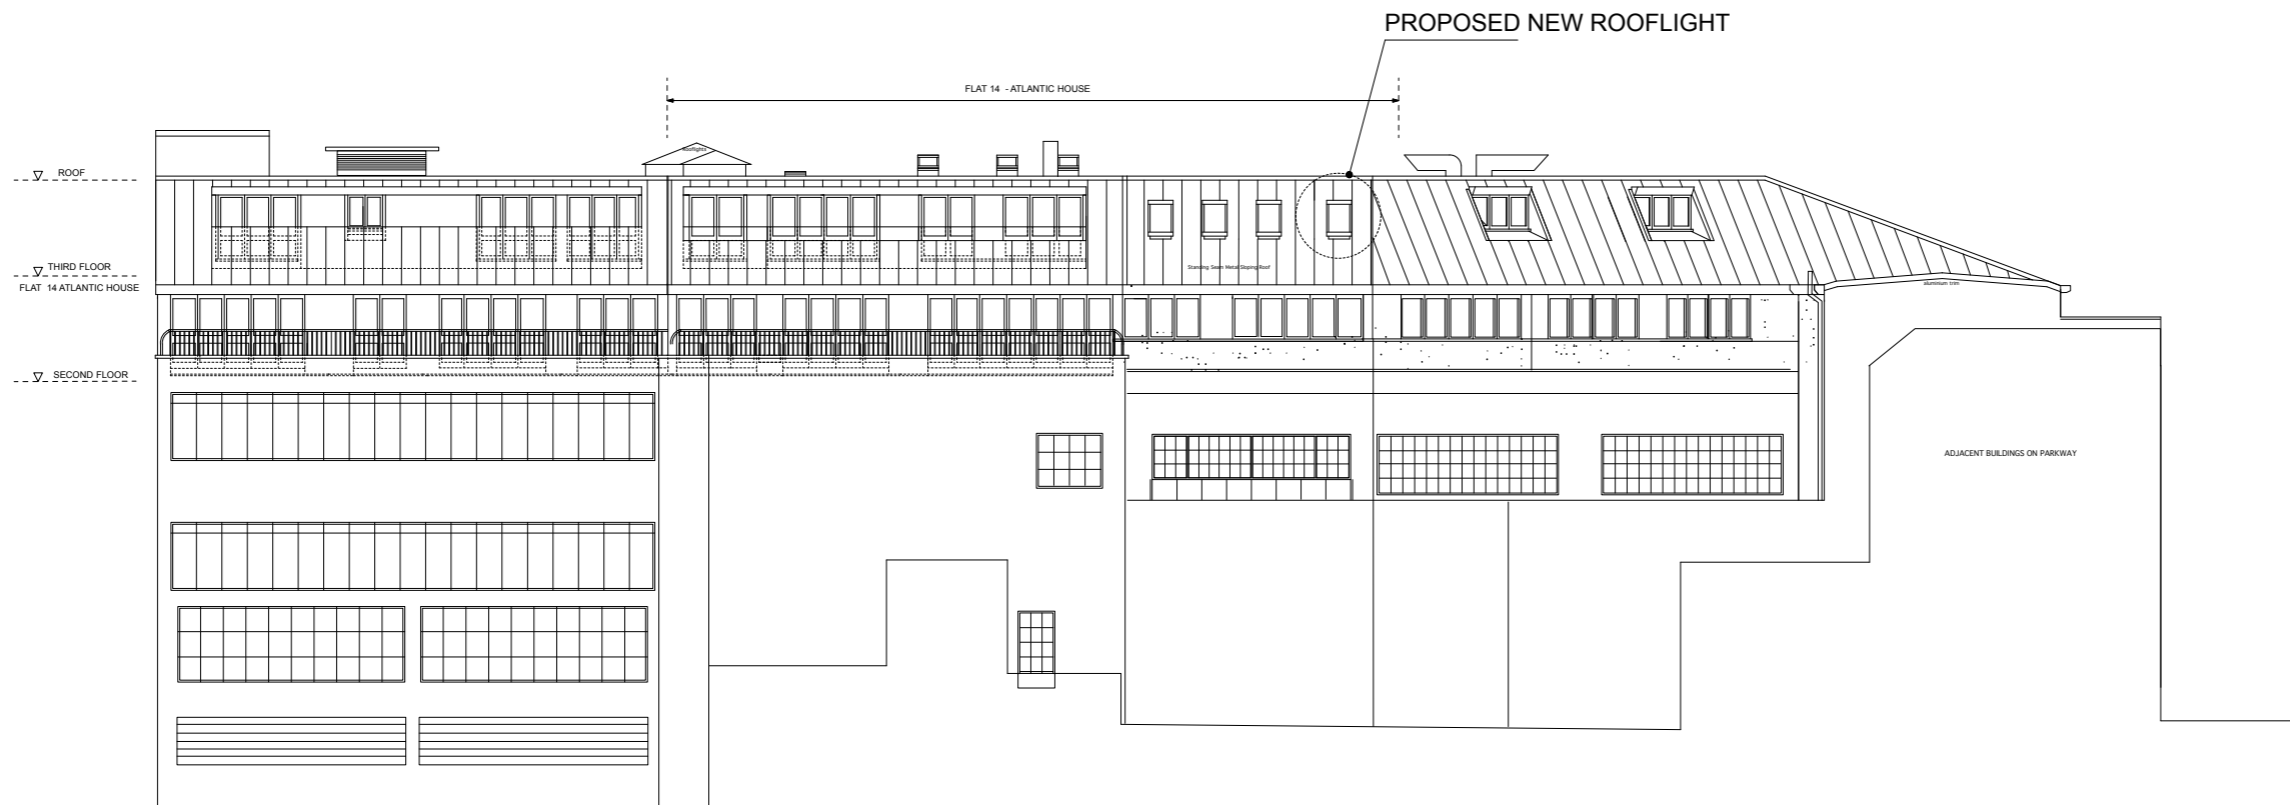 PROPOSED NEW ROOFLIGHT
FLAT 14 - ATLANTIC HOUSE
Rooflights
ROOF
THIRD FLOOR
FLAT 14 ATLANTIC HOUSE
Standing Seam Metal Sloping Roof
aluminium trim
SECOND FLOOR
ADJACENT BUILDINGS ON PARKWAY